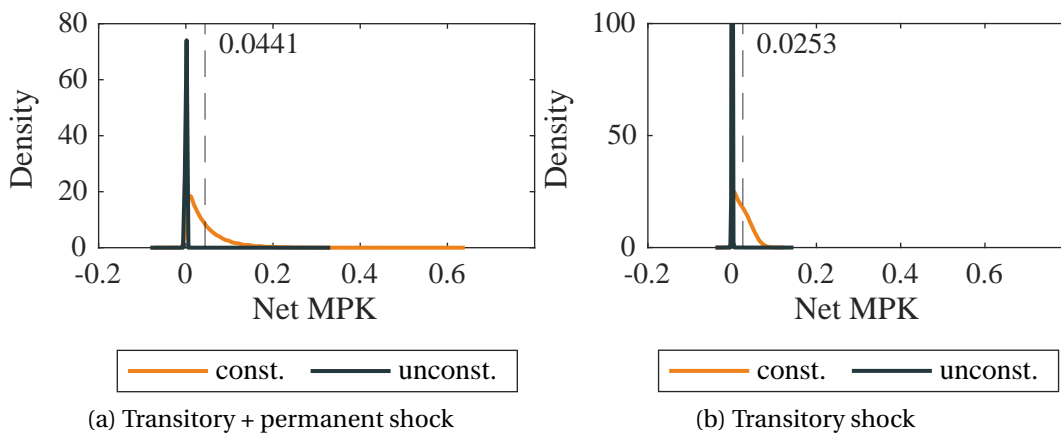 80
60
40
20
0
-0.2 0 0.2 0.4 0.6
Density
Net MPK
0.0441
const. unconst.
(a) Transitory + permanent shock
100
50
0
-0.2 0 0.2 0.4 0.6
Density
Net MPK
0.0253
const. unconst.
(b) Transitory shock